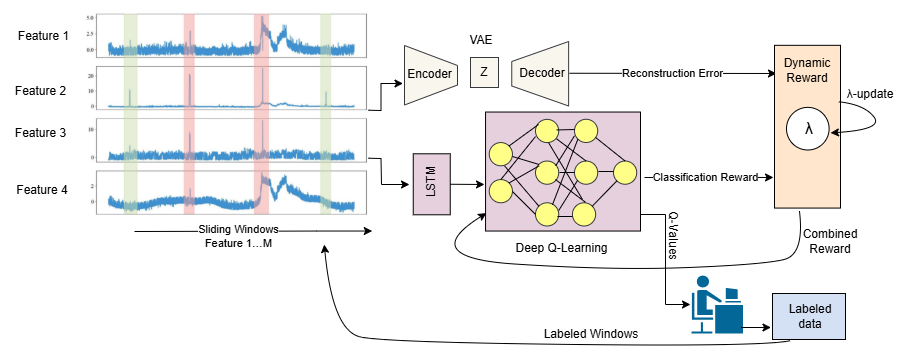 Feature 1
5.0
2.5
0.0
Feature 2
20
10
0
Feature 3
10
0
Feature 4
2
0
Sliding Windows
Feature 1...M
VAE
Encoder
Z
Decoder
Reconstruction Error
LSTM
Deep Q-Learning
Classification Reward
Q-Values
Dynamic
Reward
λ
λ-update
Combined
Reward
Labeled
data
Labeled Windows